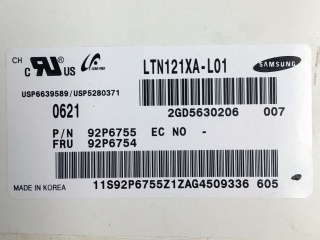 CH
C RU US
LTN121XA-L01
SAMSUNG
USP6639589/USP5280371
0621
2GD5630206 007
P/N 92P6755 EC NO -
FRU 92P6754
MADE IN KOREA
11S92P6755Z1ZAG4509336 605